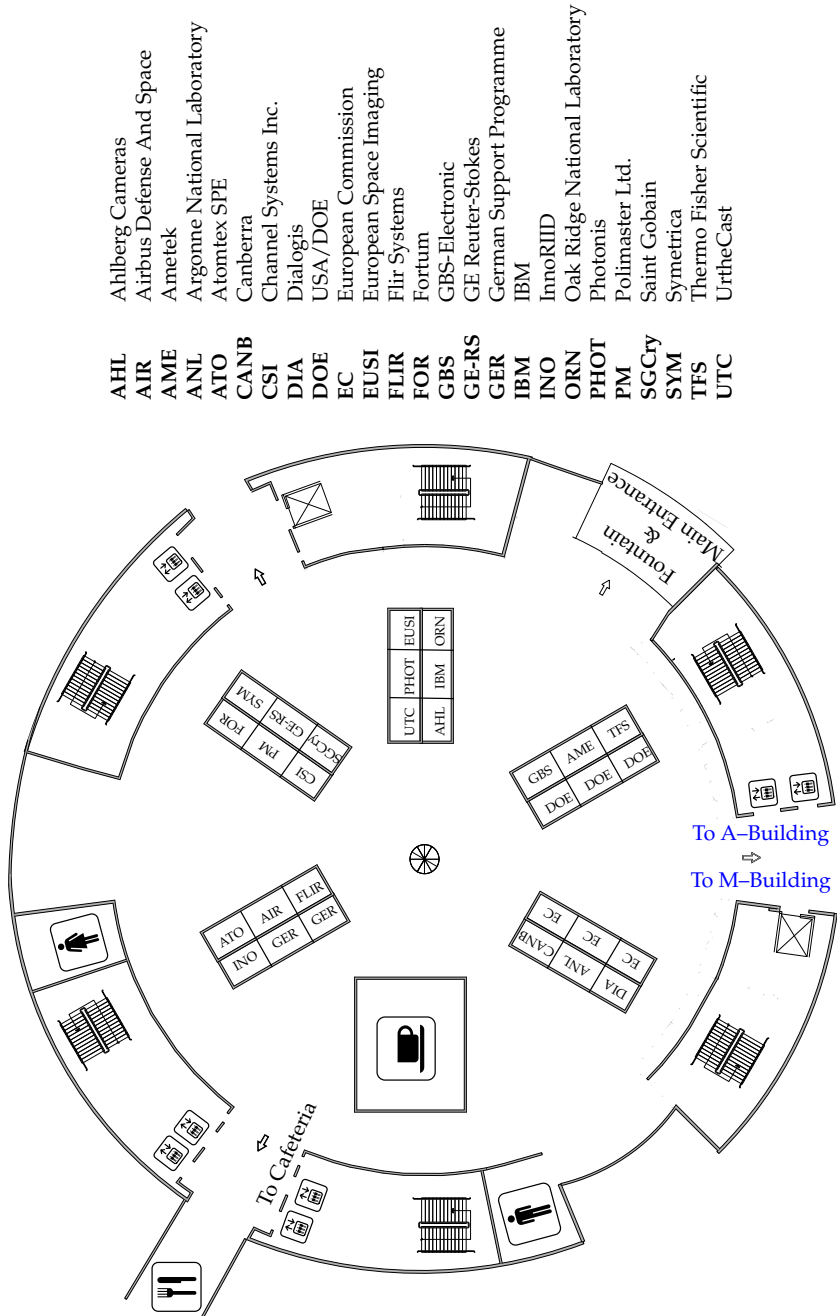 AHL Ahlberg Cameras
AIR Airbus Defense And Space
AME Ametek
ANL Argonne National Laboratory
ATO Atomtex SPE
CANB Canberra
CSI Channel Systems Inc.
DIA Dialogis
DOE USA/DOE
EC European Commission
EUSI European Space Imaging
FLIR Flir Systems
FOR Fortum
GBS GBS-Electronic
GE-RS GE Reuter-Stokes
GER German Support Programme
IBM IBM
INO InnoRIID
ORN Oak Ridge National Laboratory
PHOT Photonis
PM Polimaster Ltd.
SGCry Saint Gobain
SYM Symetrica
TFS Thermo Fisher Scientific
UTC UrtheCast
Fountain
&
Main Entrance
UTC PHOT EUSI
AHL IBM ORN
FOR PM CSI
SYM GE-RS SGCry
GBS AME TFS
DOE DOE DOE
ATO AIR FLIR
INO GER GER
EC EC EC
CANB ANL DIA
To A–Building
To M–Building
To Cafeteria